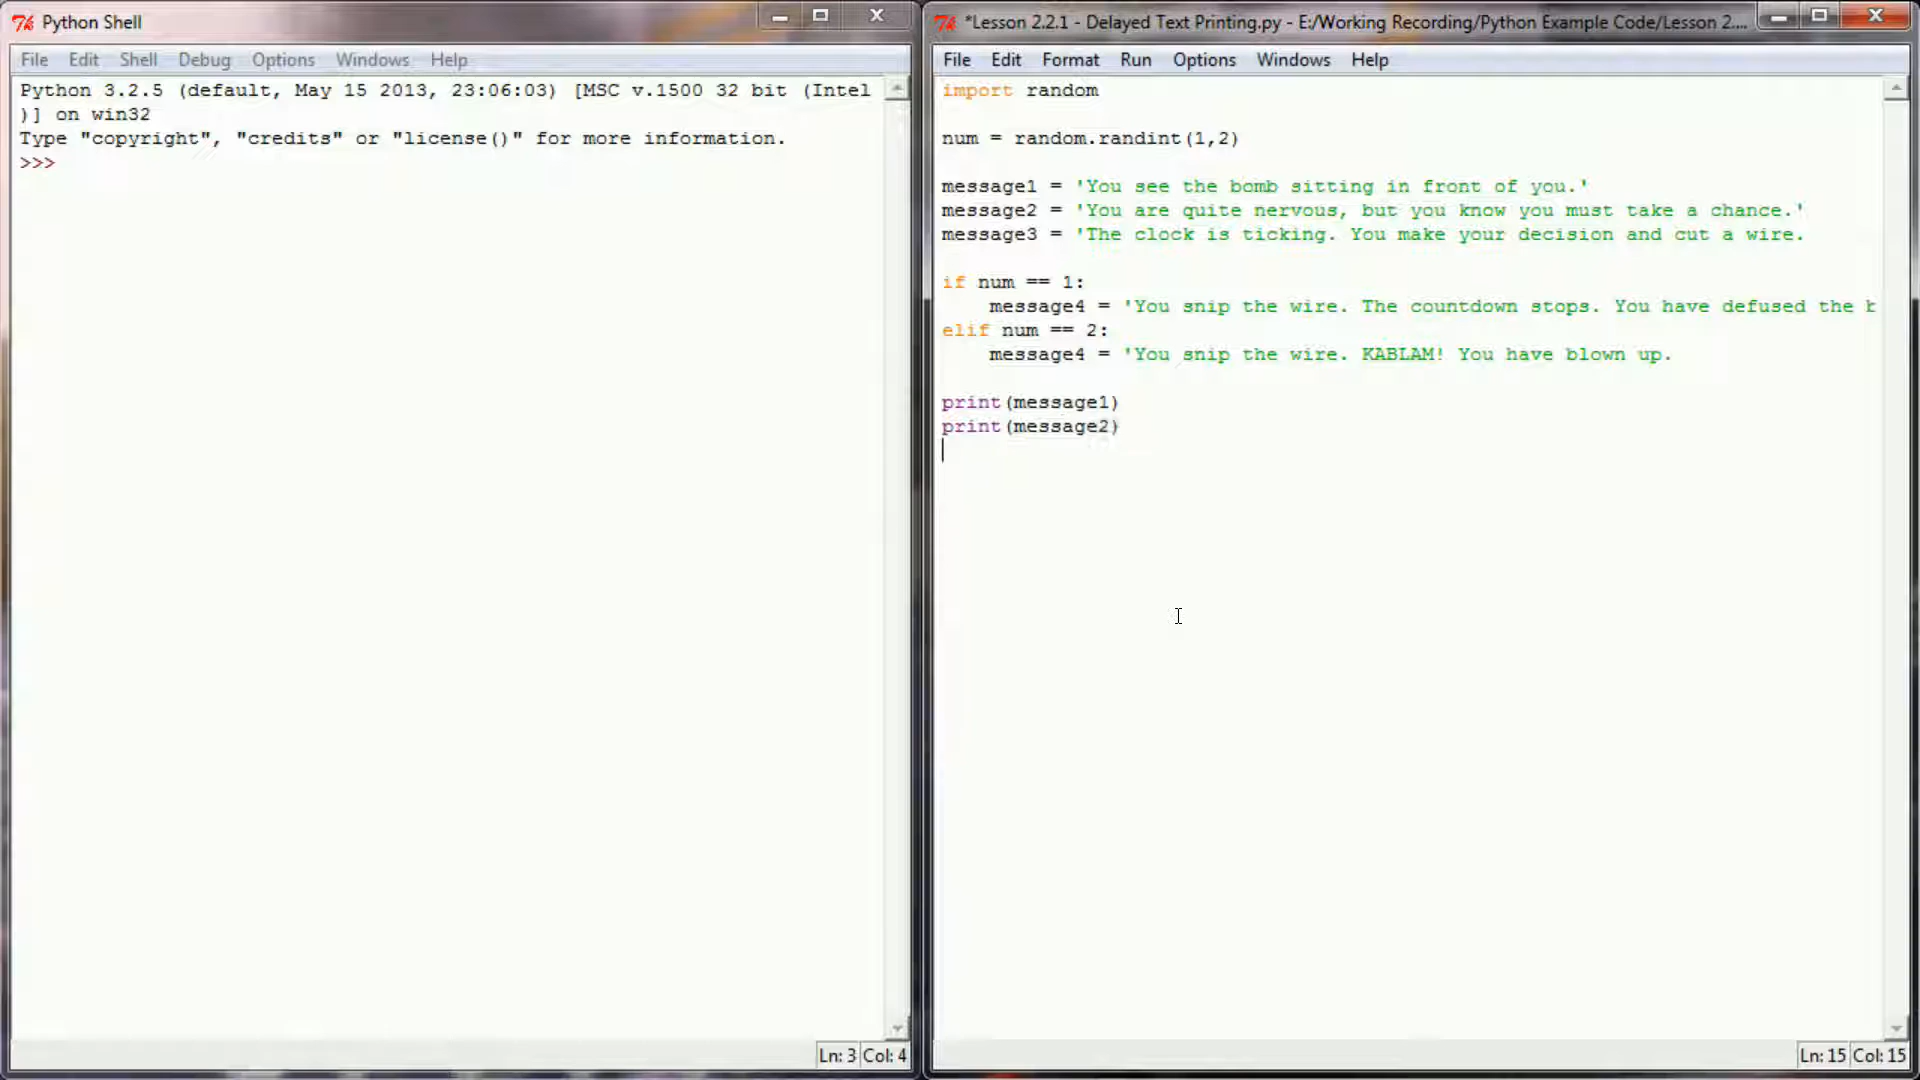 Python Shell
File Edit Shell Debug Options Windows Help
Python 3.2.5 (default, May 15 2013, 23:06:03) [MSC v.1500 32 bit (Intel
)] on win32
Type "copyright", "credits" or "license()" for more information.
>>>
Ln: 3 Col: 4
*Lesson 2.2.1 - Delayed Text Printing.py - E:/Working Recording/Python Example Code/Lesson 2....
File Edit Format Run Options Windows Help
import random
num = random.randint(1,2)
message1 = 'You see the bomb sitting in front of you.'
message2 = 'You are quite nervous, but you know you must take a chance.'
message3 = 'The clock is ticking. You make your decision and cut a wire.
if num == 1:
    message4 = 'You snip the wire. The countdown stops. You have defused the
elif num == 2:
    message4 = 'You snip the wire. KABLAM! You have blown up.
print(message1)
print(message2)
Ln: 15 Col: 15